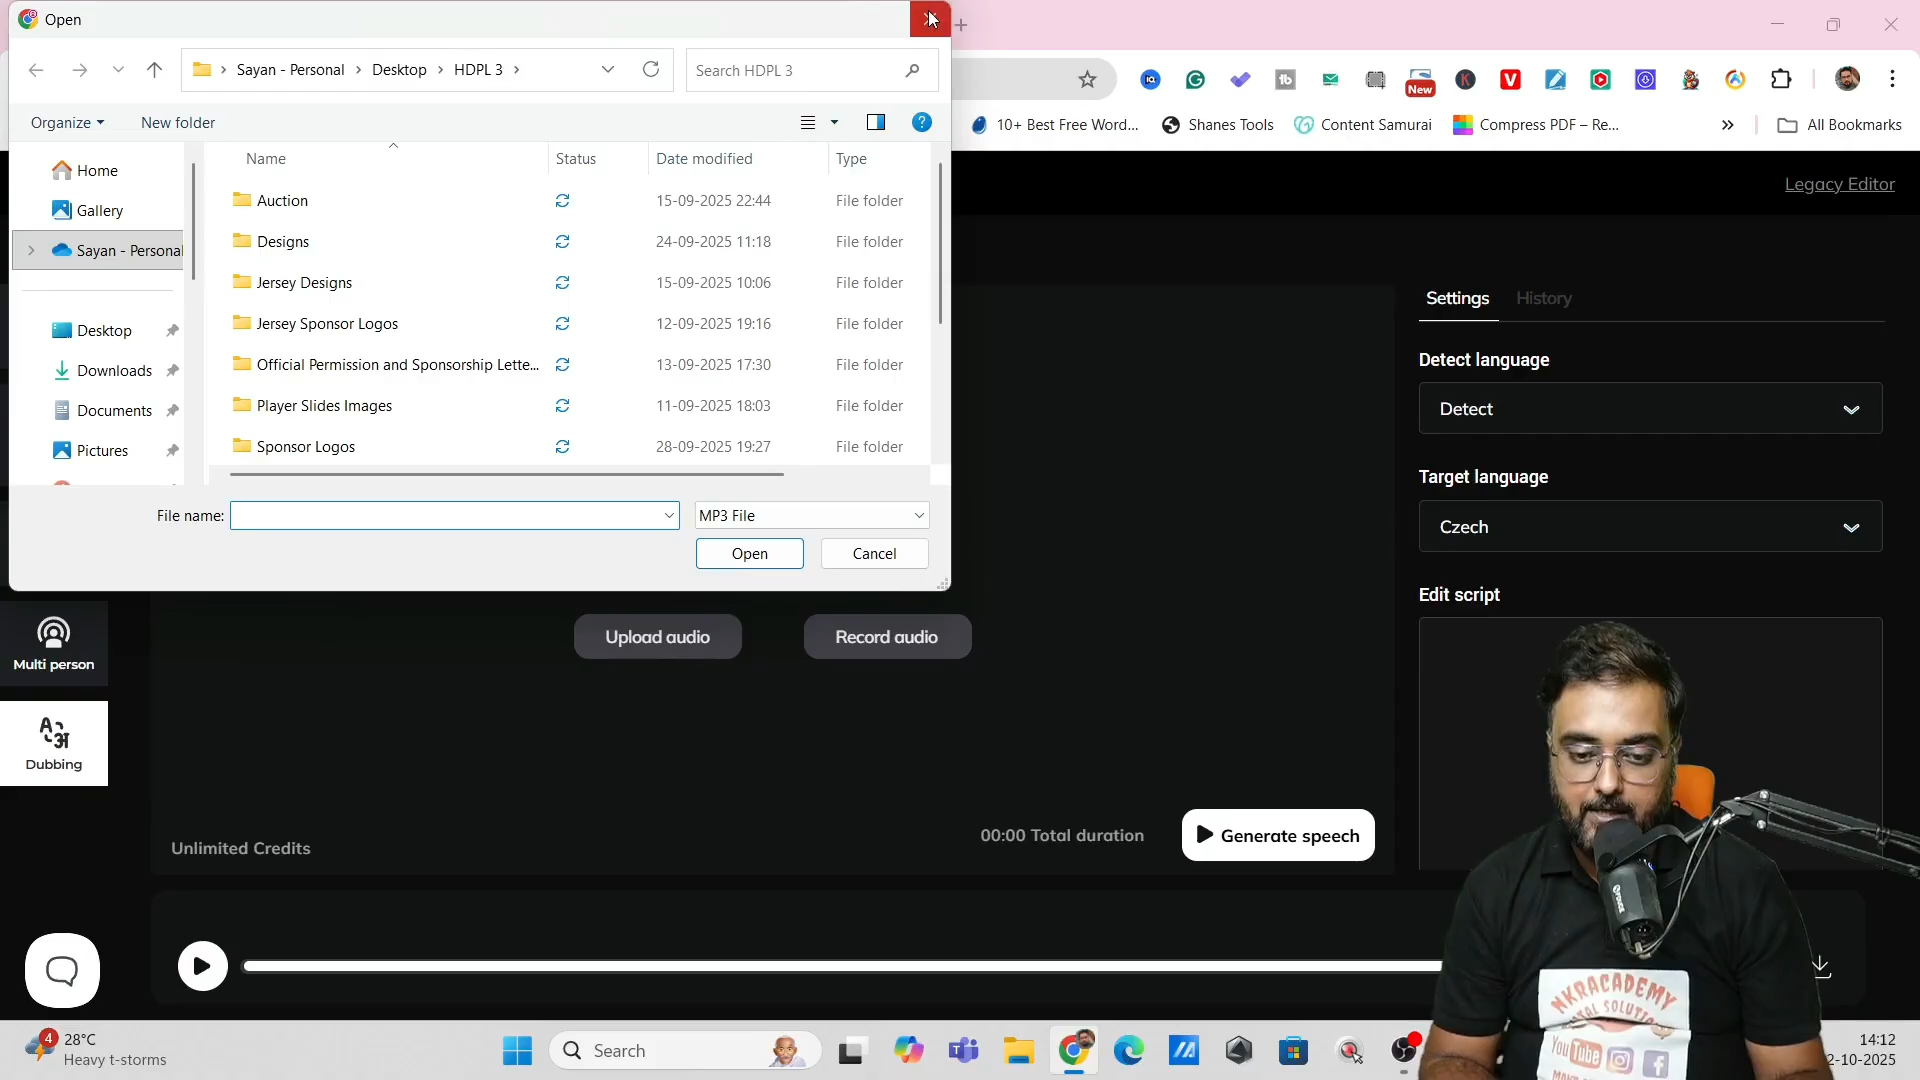 Open
Sayan - Personal > Desktop > HDPL 3 >
Search HDPL 3
Organize
New folder
Name
Status
Date modified
Type
Home
Gallery
Sayan - Personal
Desktop
Downloads
Documents
Pictures
Auction 15-09-2025 22:44 File folder
Designs 24-09-2025 11:18 File folder
Jersey Designs 15-09-2025 10:06 File folder
Jersey Sponsor Logos 12-09-2025 19:16 File folder
Official Permission and Sponsorship Lette... 13-09-2025 17:30 File folder
Player Slides Images 11-09-2025 18:03 File folder
Sponsor Logos 28-09-2025 19:27 File folder
File name:
MP3 File
Open
Cancel
New
10+ Best Free Word...
Shanes Tools
Content Samurai
Compress PDF – Re...
»
All Bookmarks
Legacy Editor
Settings
History
Detect language
Detect
Target language
Czech
Edit script
Multi person
Dubbing
Upload audio
Record audio
Unlimited Credits
00:00 Total duration
Generate speech
NKRACADEMY
YouTube
4
28°C
Heavy t-storms
Search
14:12
2-10-2025